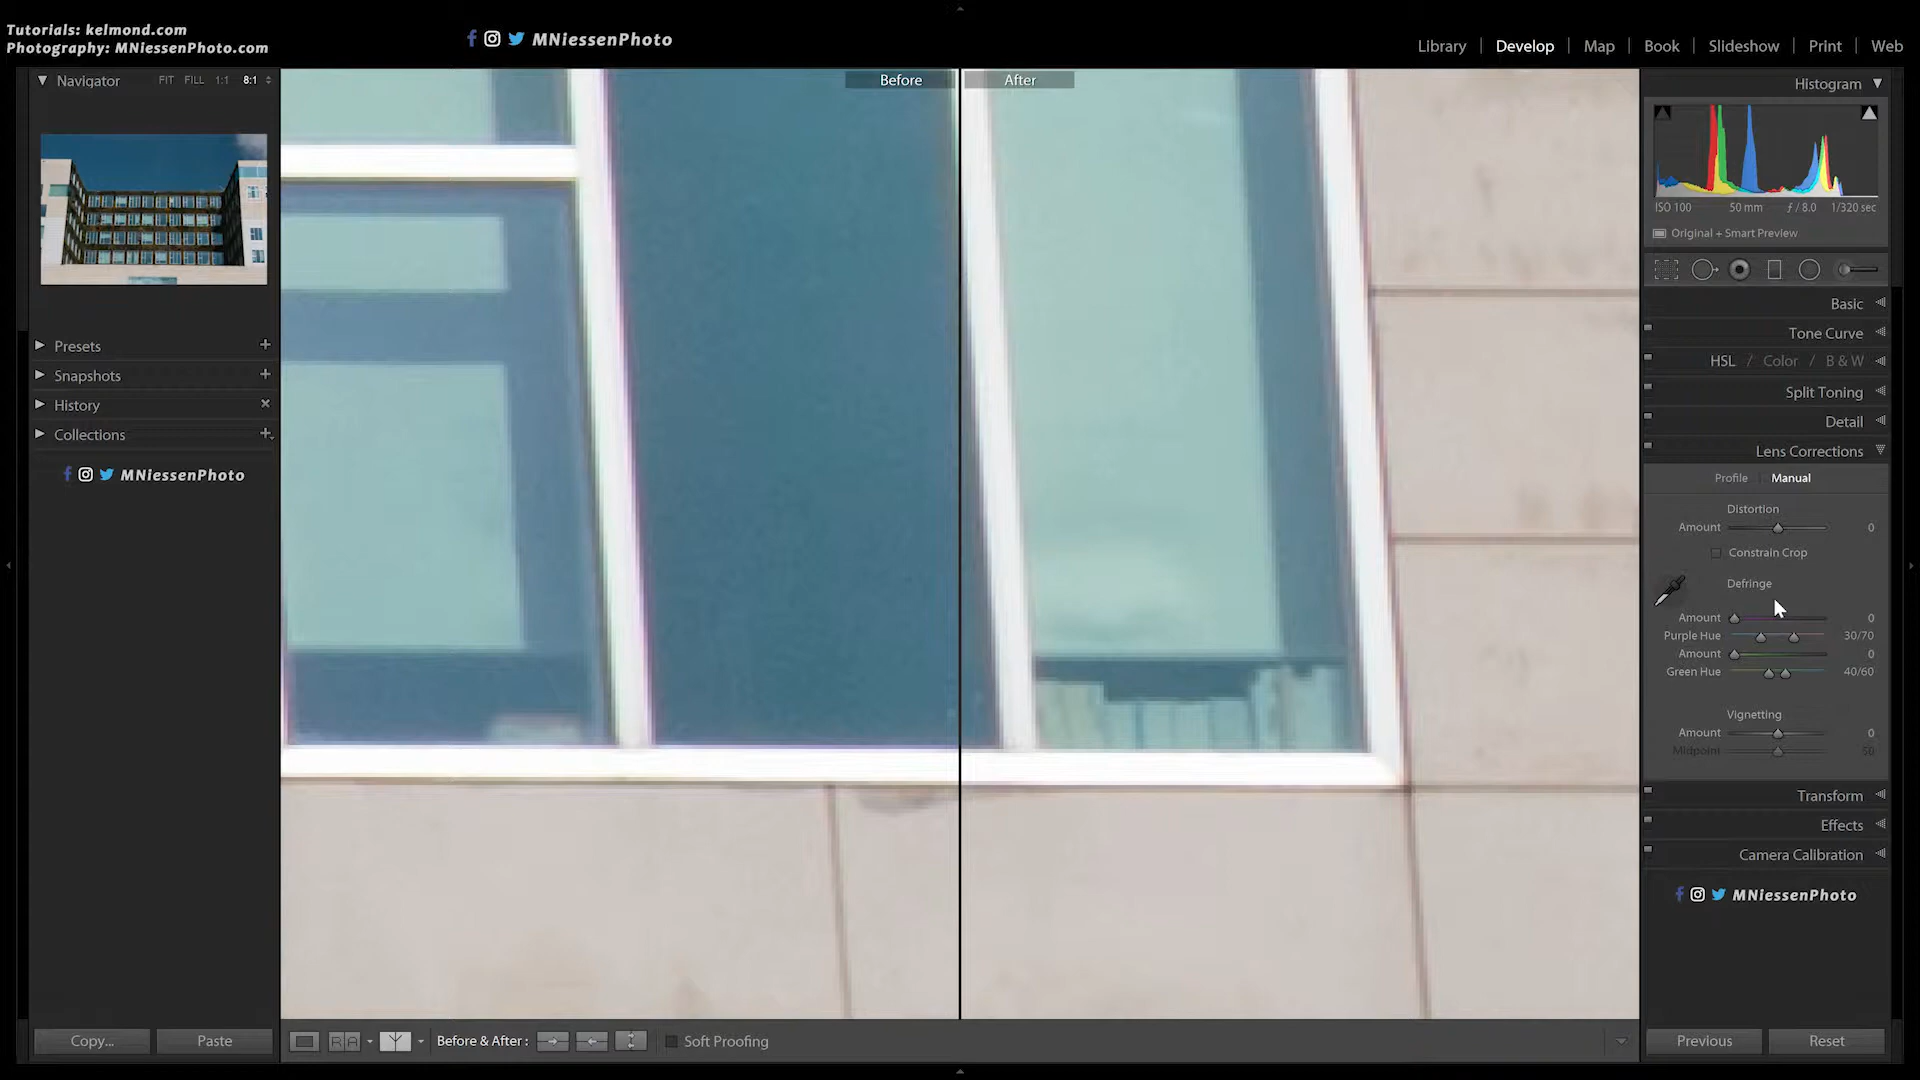 Tutorials: kelmond.com
Photography: MNiessenPhoto.com
MNiessenPhoto
Library Develop Map Book Slideshow Print Web
Navigator FIT FILL 1:1 8:1
Before After
Histogram
ISO 100 50 mm ƒ / 8.0 1/320 sec
Original + Smart Preview
Basic
Tone Curve
HSL / Color / B & W
Split Toning
Detail
Lens Corrections
Profile Manual
Distortion
Amount 0
Constrain Crop
Defringe
Amount 0
Purple Hue 30/70
Amount 0
Green Hue 40/60
Vignetting
Amount 0
Midpoint 50
Transform
Effects
Camera Calibration
MNiessenPhoto
Presets
Snapshots
History
Collections
MNiessenPhoto
Copy... Paste
R A Before & After : Soft Proofing
Previous Reset